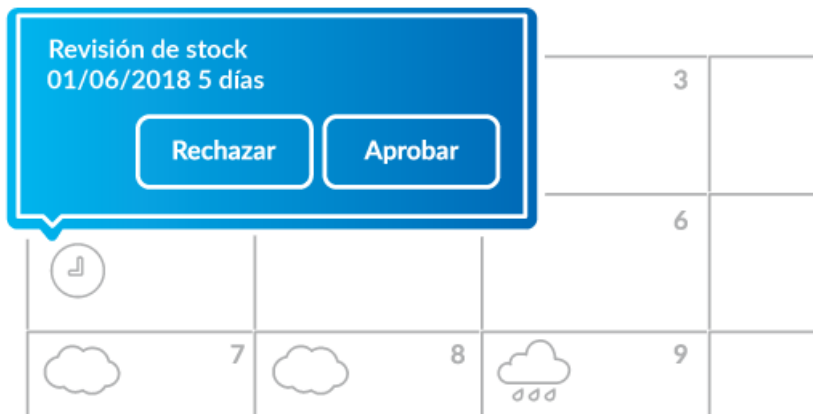 Revisión de stock
01/06/2018 5 días
Rechazar Aprobar
3
6
7 8 9